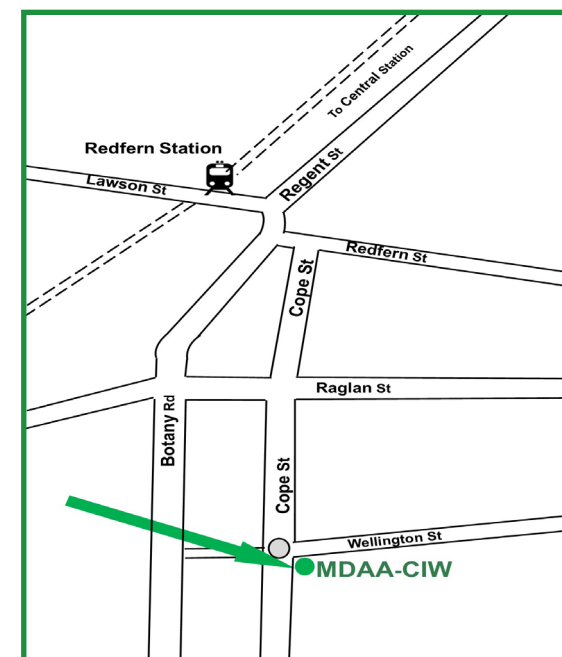 To Central Station
Redfern Station
Lawson St
Regent St
Redfern St
Cope St
Raglan St
Botany Rd
Cope St
Wellington St
MDAA-CIW